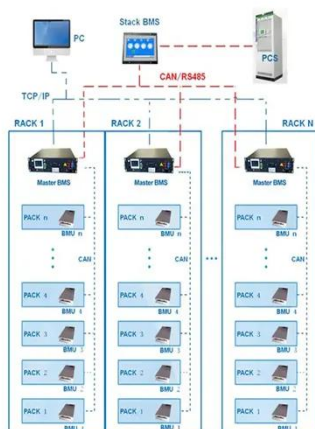 Stack BMS
PC
PCS
CAN/RS485
TCP/IP
RACK 1
RACK 2
RACK N
Master BMS
Master BMS
Master BMS
PACK n
BMU n
PACK n
BMU n
PACK n
BMU n
CAN
CAN
CAN
PACK 4
BMU 4
PACK 4
BMU 4
PACK 4
BMU 4
PACK 3
BMU 3
PACK 3
BMU 3
PACK 3
BMU 3
PACK 2
BMU 2
PACK 2
BMU 2
PACK 2
BMU 2
PACK 1
PACK 1
PACK 1